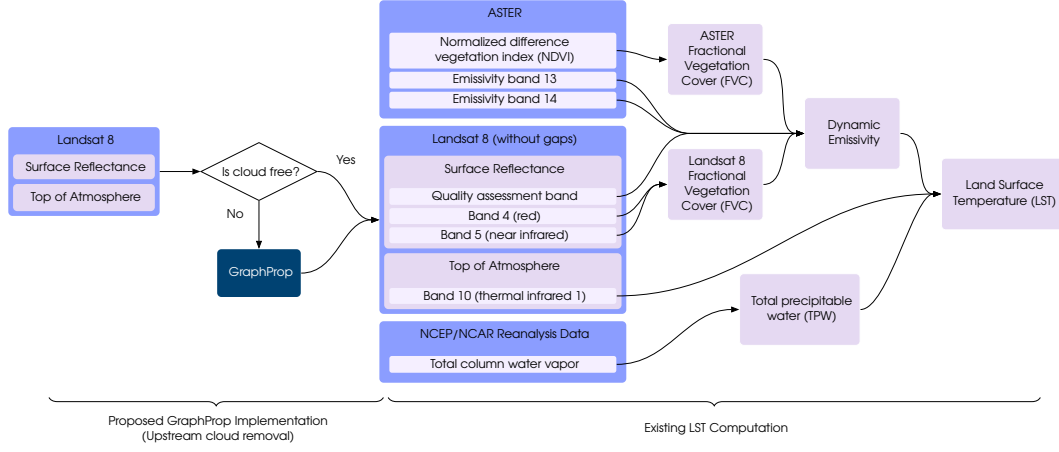 Landsat 8
Surface Reflectance
Top of Atmosphere
Is cloud free?
Yes
No
GraphProp
ASTER
Normalized difference
vegetation index (NDVI)
Emissivity band 13
Emissivity band 14
Landsat 8 (without gaps)
Surface Reflectance
Quality assessment band
Band 4 (red)
Band 5 (near infrared)
Top of Atmosphere
Band 10 (thermal infrared 1)
NCEP/NCAR Reanalysis Data
Total column water vapor
ASTER
Fractional
Vegetation
Cover (FVC)
Landsat 8
Fractional
Vegetation
Cover (FVC)
Dynamic
Emissivity
Total precipitable
water (TPW)
Land Surface
Temperature (LST)
Proposed GraphProp Implementation
(Upstream cloud removal)
Existing LST Computation